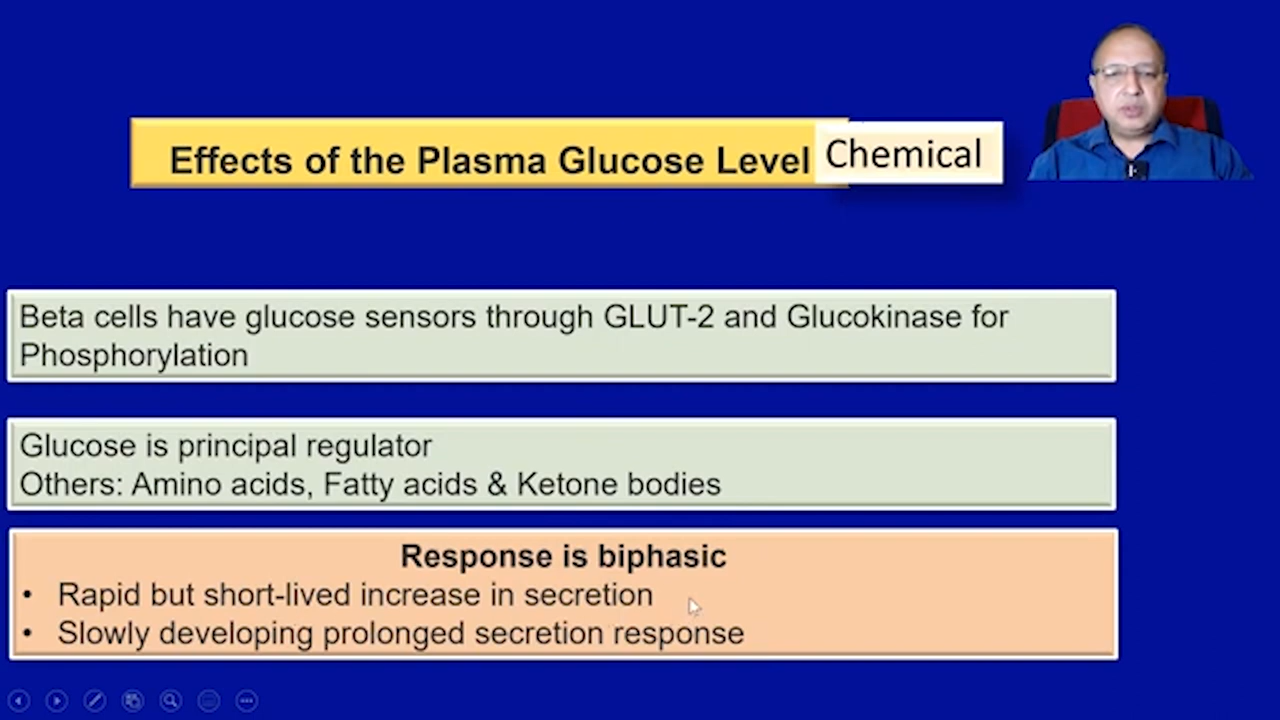 Effects of the Plasma Glucose Level
Chemical
Beta cells have glucose sensors through GLUT-2 and Glucokinase for
Phosphorylation
Glucose is principal regulator
Others: Amino acids, Fatty acids & Ketone bodies
Response is biphasic
• Rapid but short-lived increase in secretion
• Slowly developing prolonged secretion response